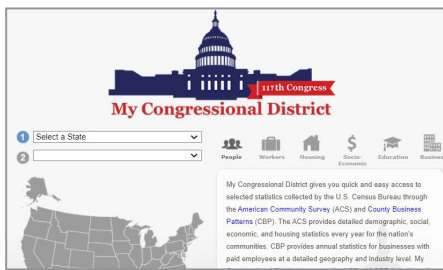 117th Congress
My Congressional District
1 Select a State
2
People Workers Housing Socio-Economic Education Busines
My Congressional District gives you quick and easy access to
selected statistics collected by the U.S. Census Bureau through
the American Community Survey (ACS) and County Business
Patterns (CBP). The ACS provides detailed demographic, social,
economic, and housing statistics every year for the nation's
communities. CBP provides annual statistics for businesses with
paid employees at a detailed geography and industry level. My